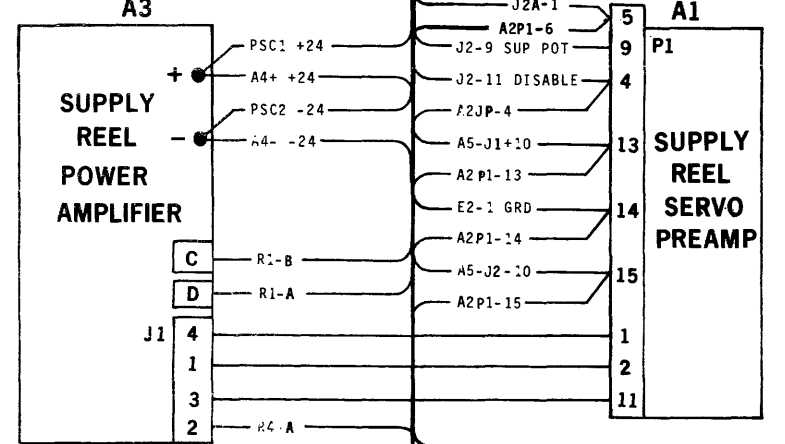 A3
J2A-1
5
A1
A2P1-6
PSC1 +24
J2-9 SUP POT
9
P1
+
A4+ +24
J2-11 DISABLE
4
SUPPLY
REEL
POWER
AMPLIFIER
PSC2 -24
A2JP-4
-
A4- -24
A5-J1+10
13
SUPPLY
REEL
SERVO
PREAMP
A2P1-13
E2-1 GRD
14
A2P1-14
C
R1-B
A5-J2-10
15
D
R1-A
A2P1-15
J1
4
1
1
2
3
11
2
R4-A